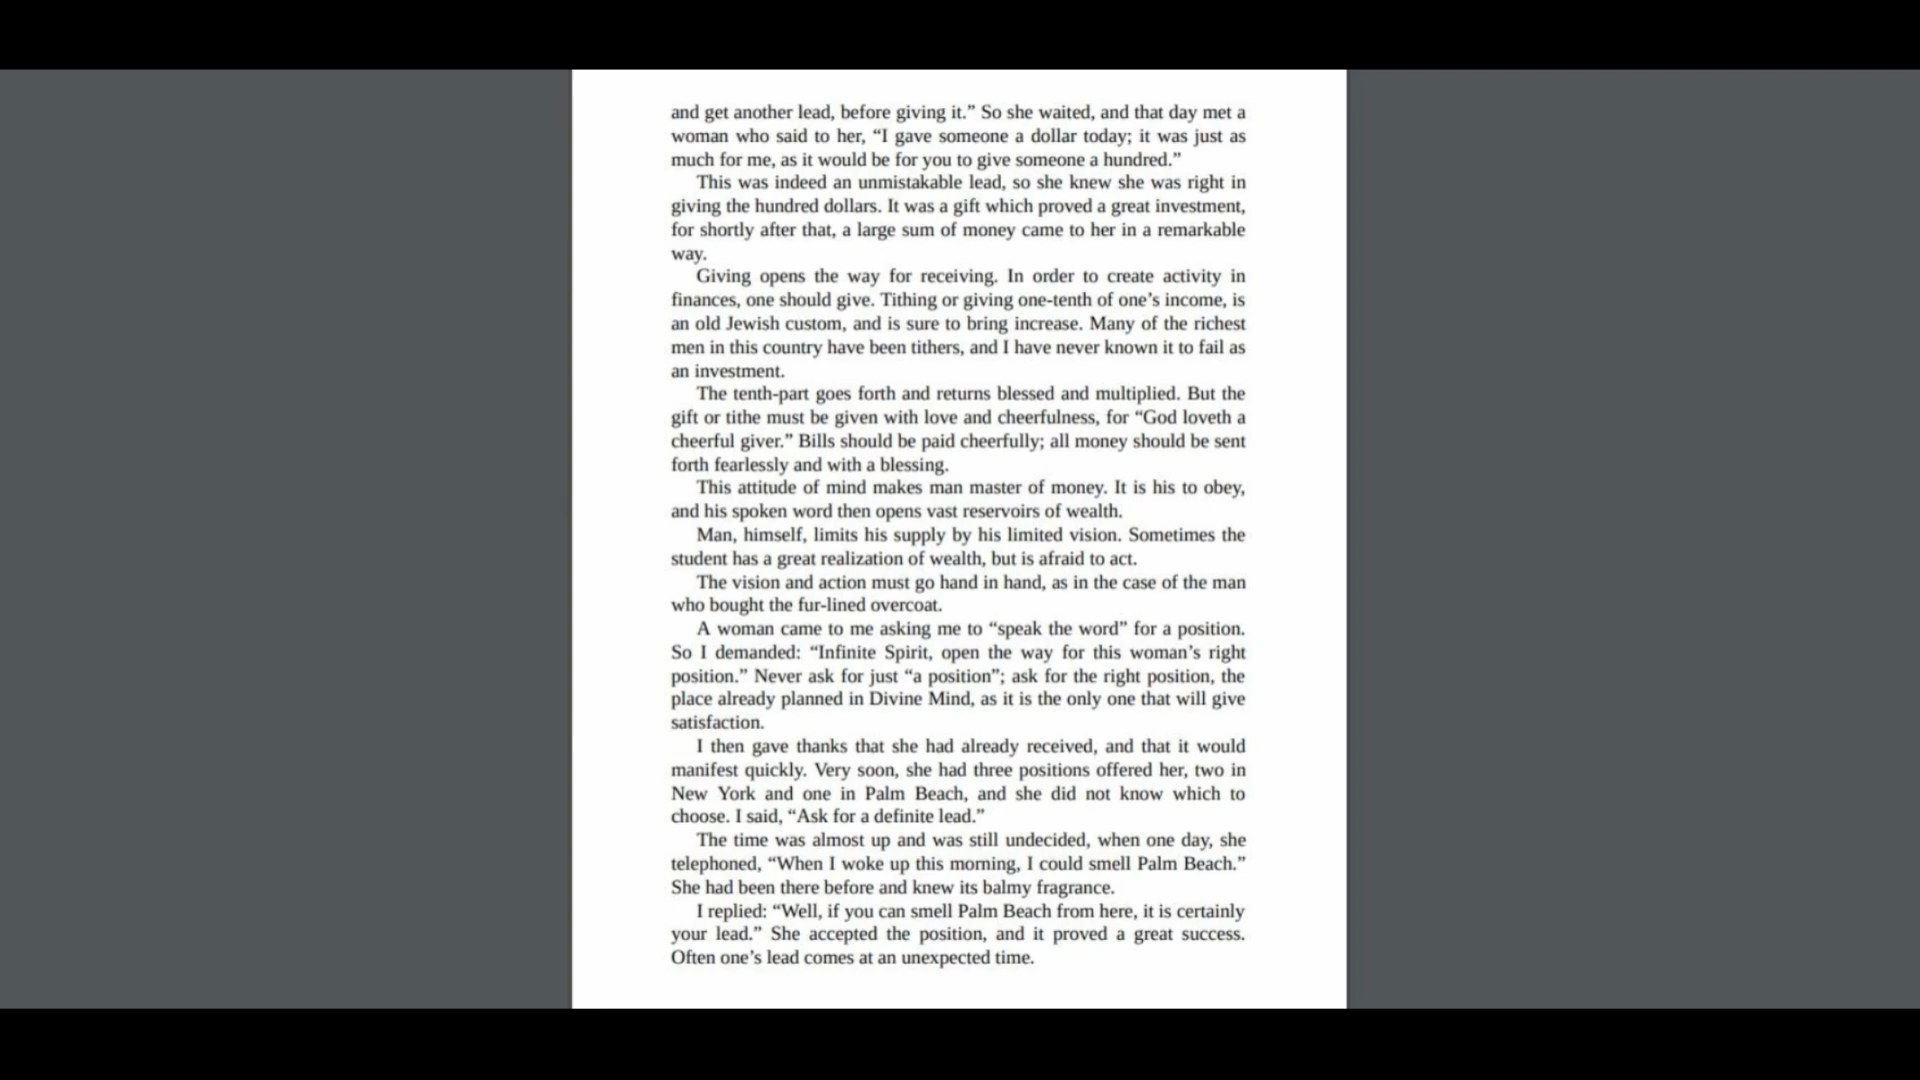 and get another lead, before giving it.” So she waited, and that day met a
woman who said to her, “I gave someone a dollar today; it was just as
much for me, as it would be for you to give someone a hundred.”
This was indeed an unmistakable lead, so she knew she was right in
giving the hundred dollars. It was a gift which proved a great investment,
for shortly after that, a large sum of money came to her in a remarkable
way.
Giving opens the way for receiving. In order to create activity in
finances, one should give. Tithing or giving one-tenth of one’s income, is
an old Jewish custom, and is sure to bring increase. Many of the richest
men in this country have been tithers, and I have never known it to fail as
an investment.
The tenth-part goes forth and returns blessed and multiplied. But the
gift or tithe must be given with love and cheerfulness, for “God loveth a
cheerful giver.” Bills should be paid cheerfully; all money should be sent
forth fearlessly and with a blessing.
This attitude of mind makes man master of money. It is his to obey,
and his spoken word then opens vast reservoirs of wealth.
Man, himself, limits his supply by his limited vision. Sometimes the
student has a great realization of wealth, but is afraid to act.
The vision and action must go hand in hand, as in the case of the man
who bought the fur-lined overcoat.
A woman came to me asking me to “speak the word” for a position.
So I demanded: “Infinite Spirit, open the way for this woman’s right
position.” Never ask for just “a position”; ask for the right position, the
place already planned in Divine Mind, as it is the only one that will give
satisfaction.
I then gave thanks that she had already received, and that it would
manifest quickly. Very soon, she had three positions offered her, two in
New York and one in Palm Beach, and she did not know which to
choose. I said, “Ask for a definite lead.”
The time was almost up and was still undecided, when one day, she
telephoned, “When I woke up this morning, I could smell Palm Beach.”
She had been there before and knew its balmy fragrance.
I replied: “Well, if you can smell Palm Beach from here, it is certainly
your lead.” She accepted the position, and it proved a great success.
Often one’s lead comes at an unexpected time.